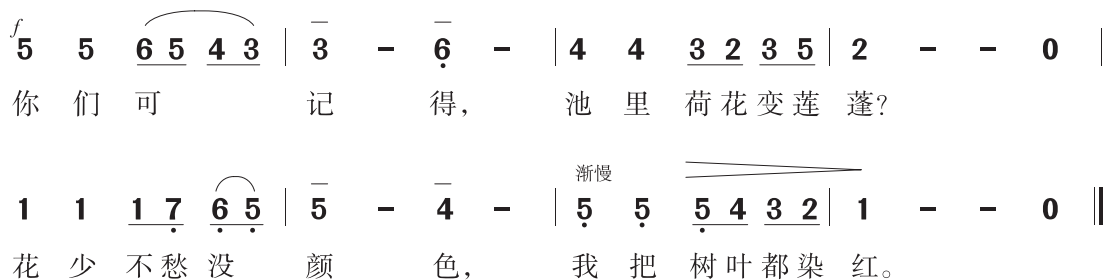 f
5 5 6 5 4 3 | 3 - 6 - | 4 4 3 2 3 5 | 2 - - 0 |
你们可 记 得, 池里荷花变莲蓬?
渐慢
1 1 1 7 6 5 | 5 - 4 - | 5 5 5 4 3 2 | 1 - - 0 ‖
花少不愁没 颜 色, 我把树叶都染红。